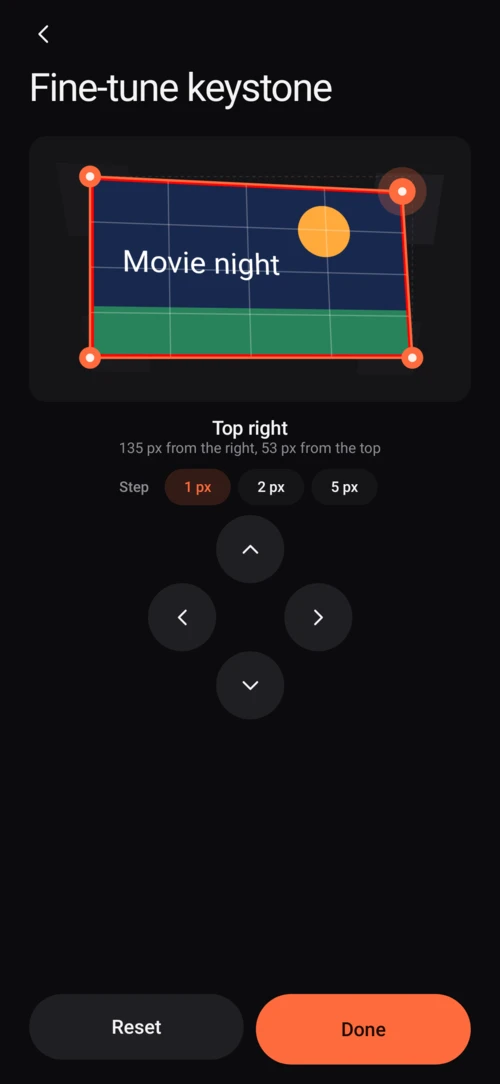 Fine-tune keystone
Movie night
Top right
135 px from the right, 53 px from the top
Step 1 px 2 px 5 px
Reset Done